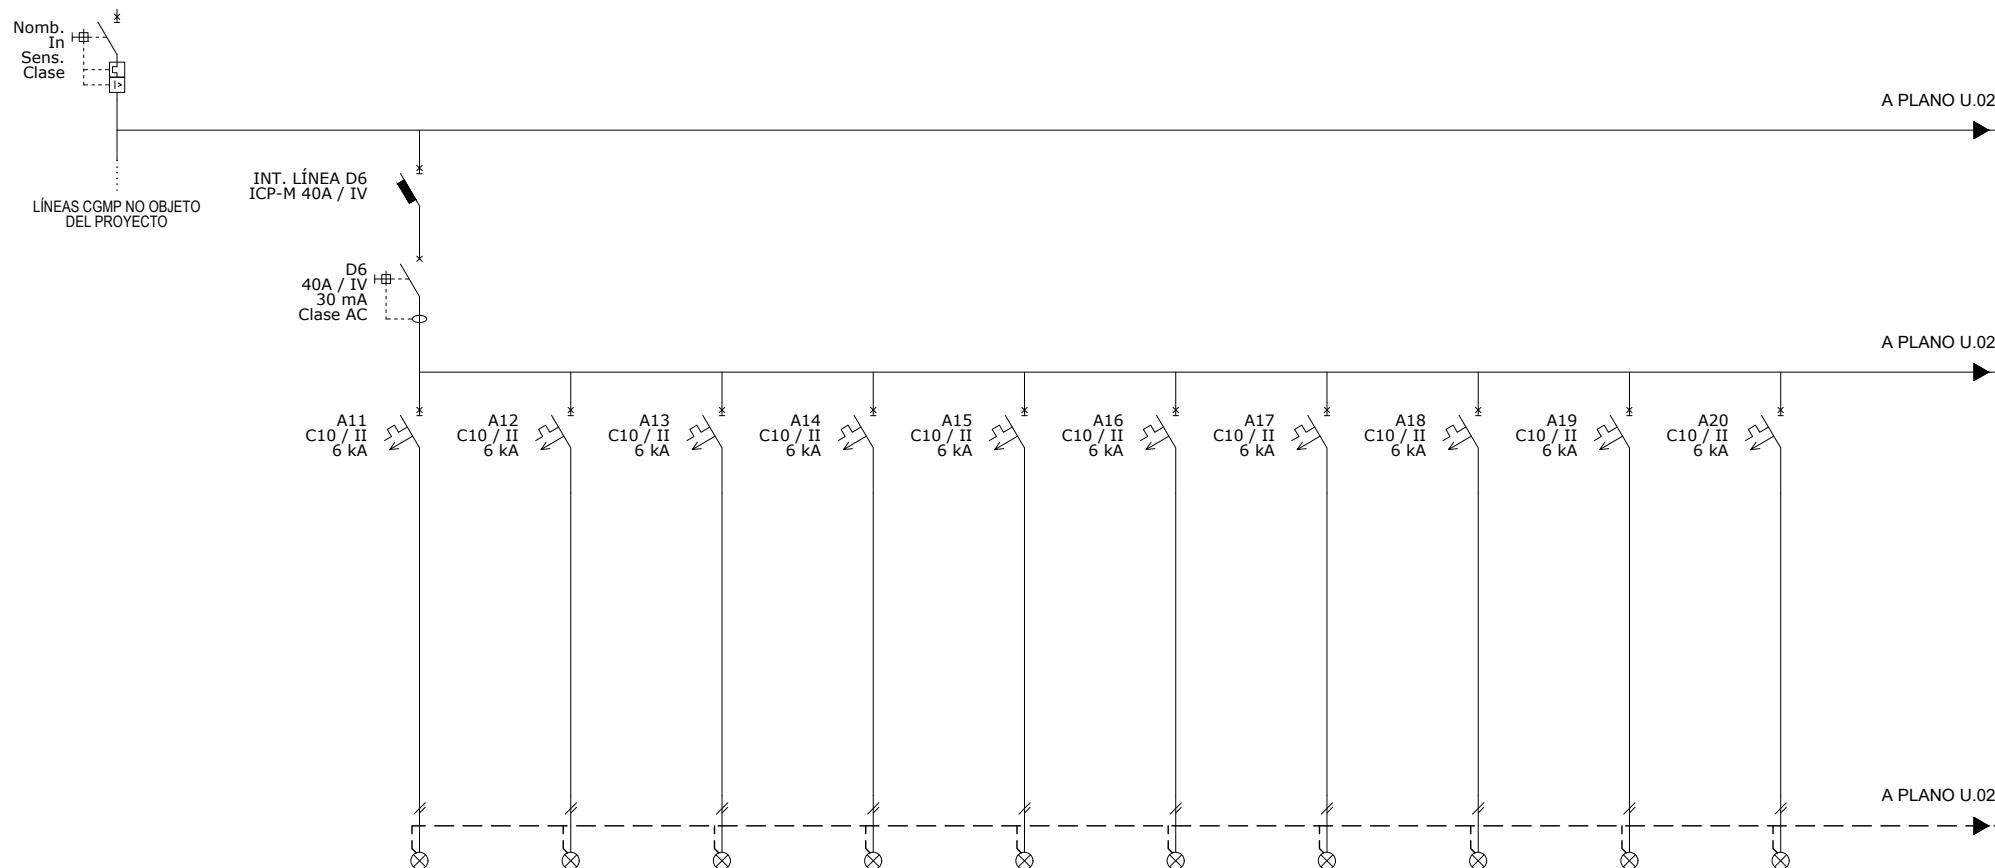 Nomb.
In
Sens.
Clase
A PLANO U.02
INT. LÍNEA D6
ICP-M 40A / IV
LÍNEAS CGMP NO OBJETO
DEL PROYECTO
D6
40A / IV
30 mA
Clase AC
A PLANO U.02
A11
C10 / II
6 kA
A12
C10 / II
6 kA
A13
C10 / II
6 kA
A14
C10 / II
6 kA
A15
C10 / II
6 kA
A16
C10 / II
6 kA
A17
C10 / II
6 kA
A18
C10 / II
6 kA
A19
C10 / II
6 kA
A20
C10 / II
6 kA
A PLANO U.02